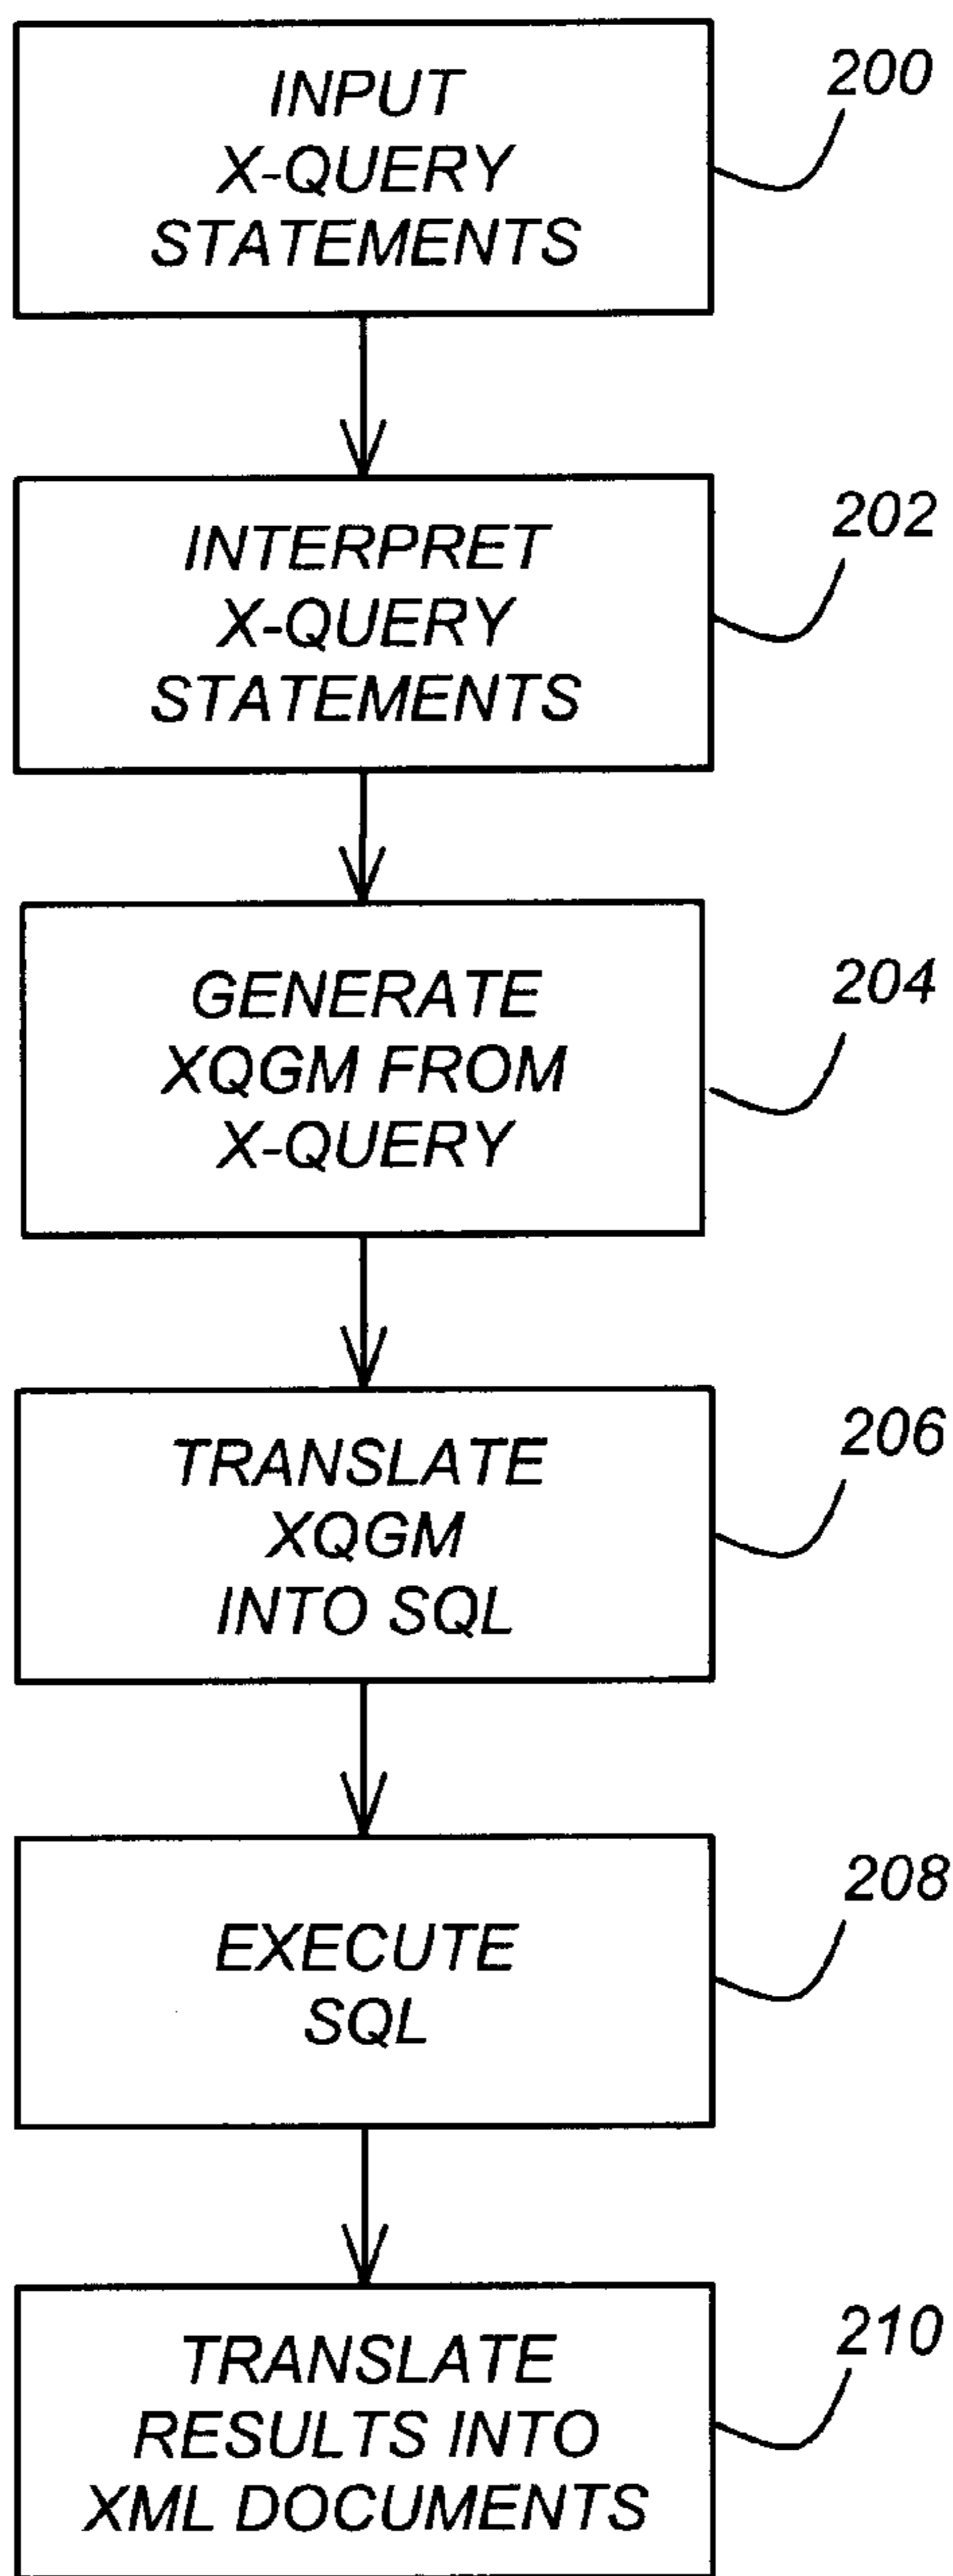 INPUT
X-QUERY
STATEMENTS
200
INTERPRET
X-QUERY
STATEMENTS
202
GENERATE
XQGM FROM
X-QUERY
204
TRANSLATE
XQGM
INTO SQL
206
EXECUTE
SQL
208
TRANSLATE
RESULTS INTO
XML DOCUMENTS
210